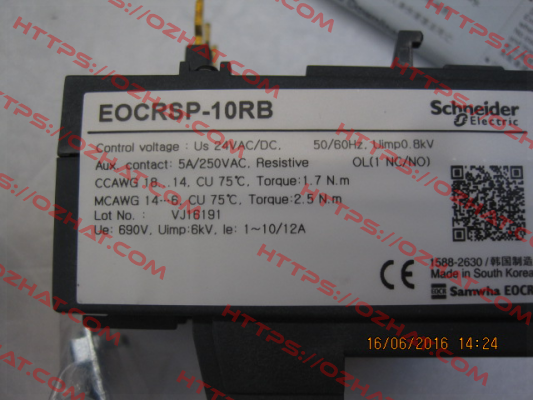 EOCRSP-10RB
Schneider
Electric
Control voltage : Us 24VAC/DC, 50/60Hz, Uimp0.8kV
Aux. contact: 5A/250VAC, Resistive OL(1 NC/NO)
CCAWG 18…14, CU 75℃, Torque:1.7 N.m
MCAWG 14…6, CU 75℃, Torque:2.5 N.m
Lot No. : VJ16191
Ue: 690V, Uimp:6kV, Ie: 1~10/12A
CE
1588-2630 / 韩国制造
Made in South Korea
EOCR Samwha EOCR
16/06/2016 14:24
HTTPS://OZHAT.COM